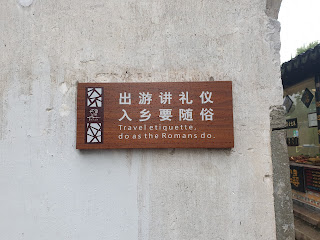 出游讲礼仪
入乡要随俗
Travel etiquette,
do as the Romans do.